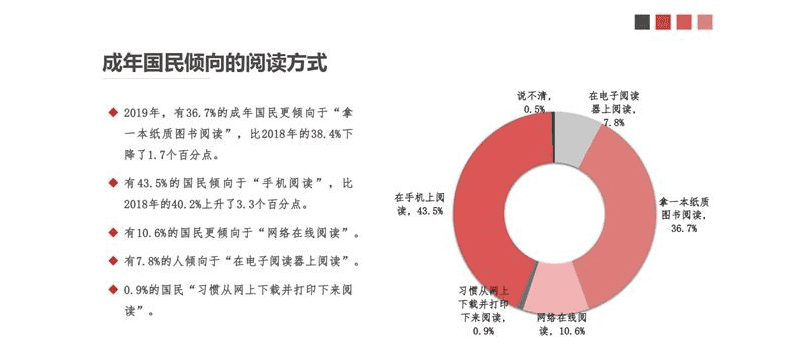 成年国民倾向的阅读方式
2019年，有36.7%的成年国民更倾向于“拿
一本纸质图书阅读”，比2018年的38.4%下
降了1.7个百分点。
有43.5%的国民倾向于“手机阅读”，比
2018年的40.2%上升了3.3个百分点。
有10.6%的国民更倾向于“网络在线阅读”。
有7.8%的人倾向于“在电子阅读器上阅读”。
0.9%的国民“习惯从网上下载并打印下来阅
读”。
说不清，
0.5%
在电子阅读
器上阅读，
7.8%
拿一本纸质
图书阅读，
36.7%
网络在线阅
读，10.6%
习惯从网上
下载并打印
下来阅读，
0.9%
在手机上阅
读，43.5%